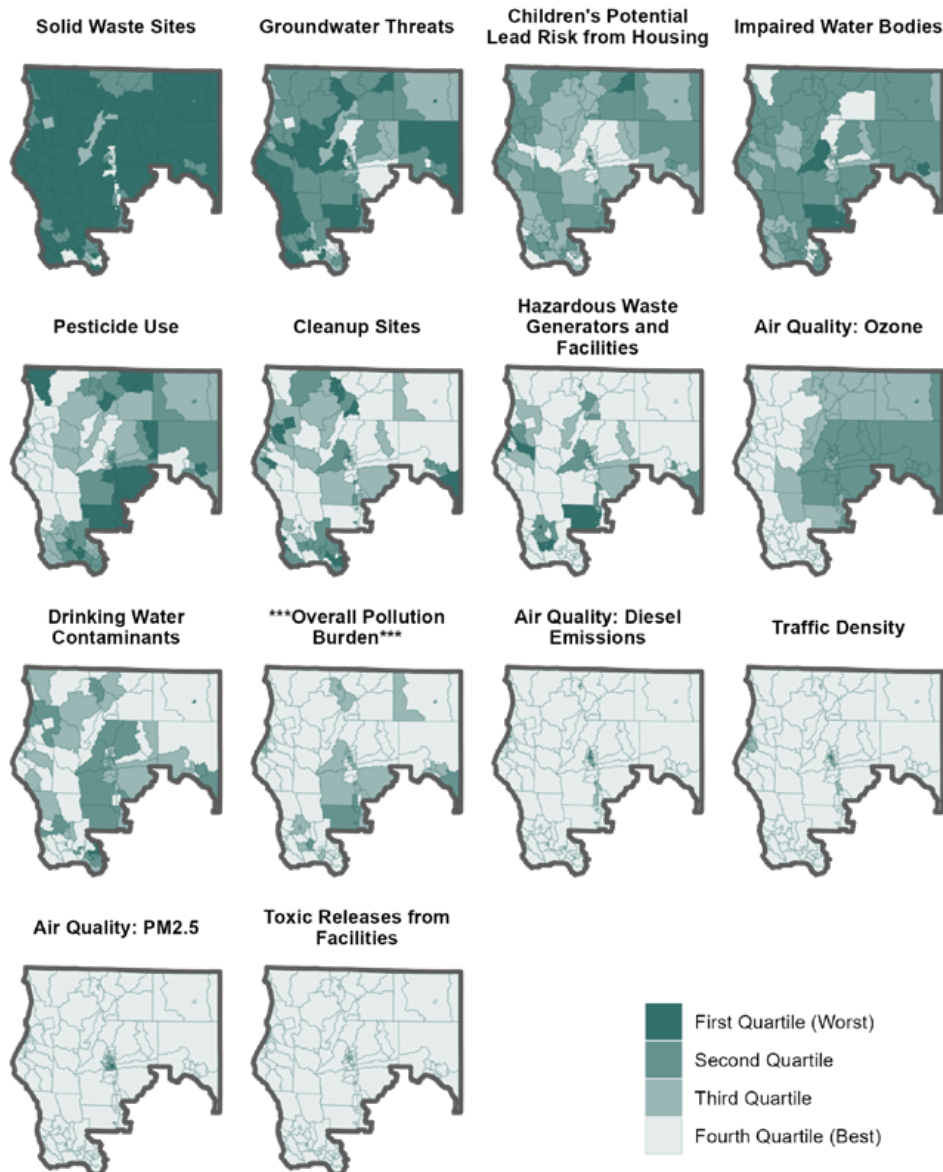 Solid Waste Sites
Groundwater Threats
Children's Potential
Lead Risk from Housing
Impaired Water Bodies
Pesticide Use
Cleanup Sites
Hazardous Waste
Generators and
Facilities
Air Quality: Ozone
Drinking Water
Contaminants
***Overall Pollution
Burden***
Air Quality: Diesel
Emissions
Traffic Density
Air Quality: PM2.5
Toxic Releases from
Facilities
First Quartile (Worst)
Second Quartile
Third Quartile
Fourth Quartile (Best)